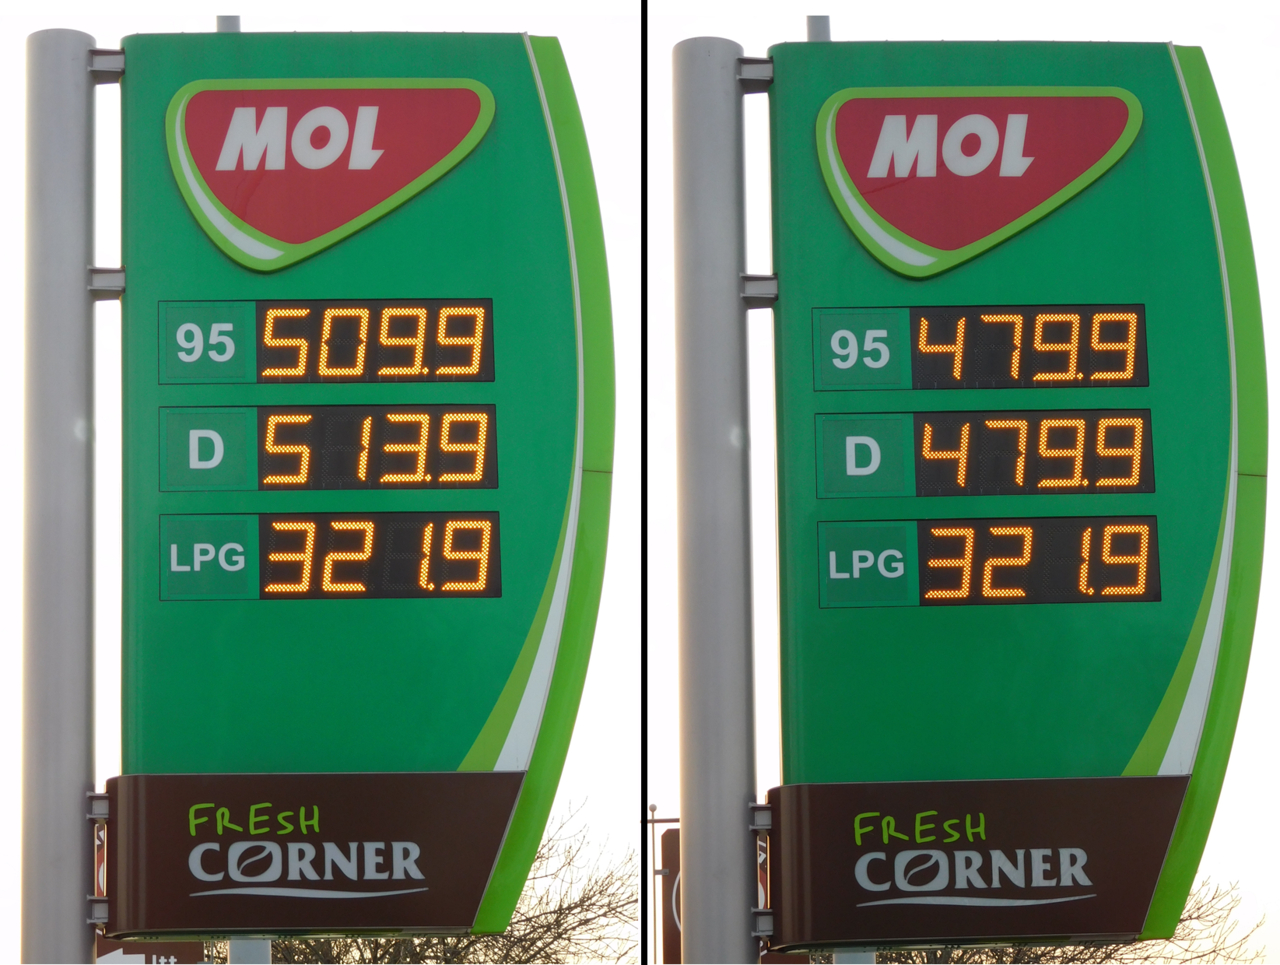 MOL
95 509.9
D 513.9
LPG 321.9
FRESH
CORNER
Itt
MOL
95 479.9
D 479.9
LPG 321.9
FRESH
CORNER